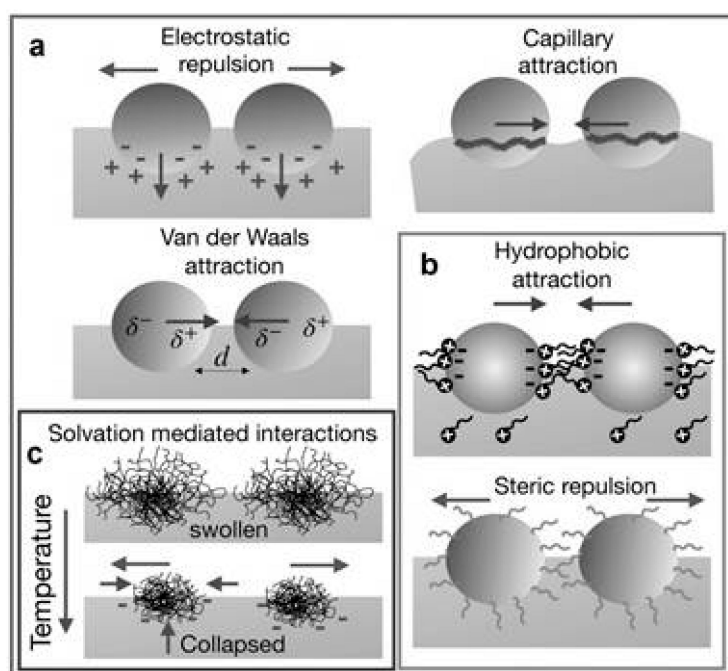 a
Electrostatic
repulsion
- - - - - - - -
+ + + + + + + + + +
Capillary
attraction
Van der Waals
attraction
δ⁻ δ⁺ δ⁻ δ⁺
d
b
Hydrophobic
attraction
Steric repulsion
c
Solvation mediated interactions
swollen
Temperature
Collapsed